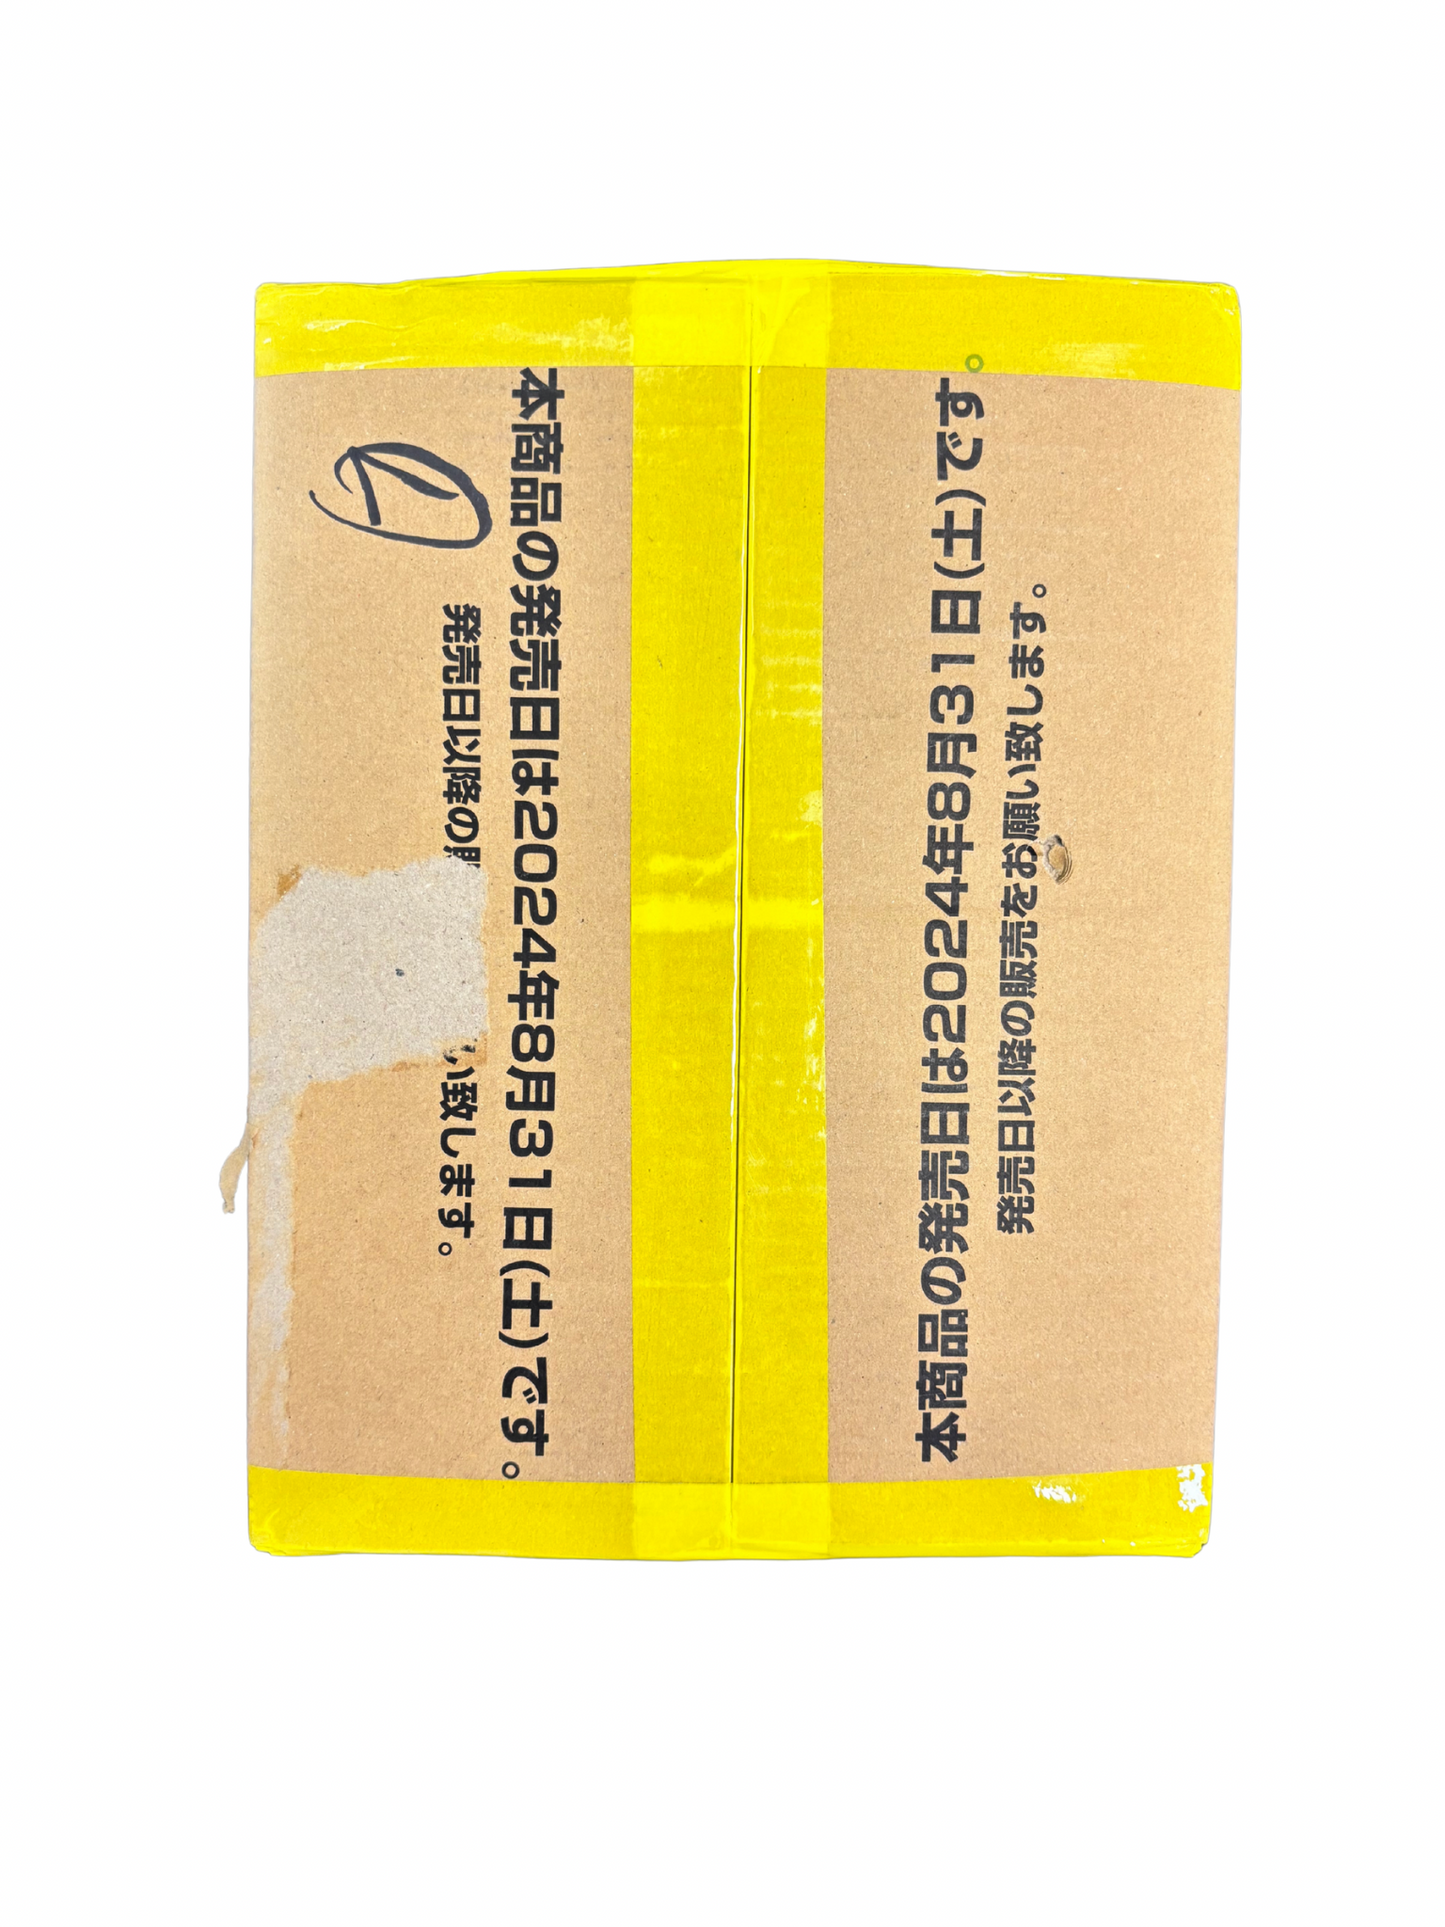 本商品の発売日は2024年8月31日(土)です。
発売日以降の
い致します。
本商品の発売日は2024年8月31日(土)です。
発売日以降の販売をお願い致します。